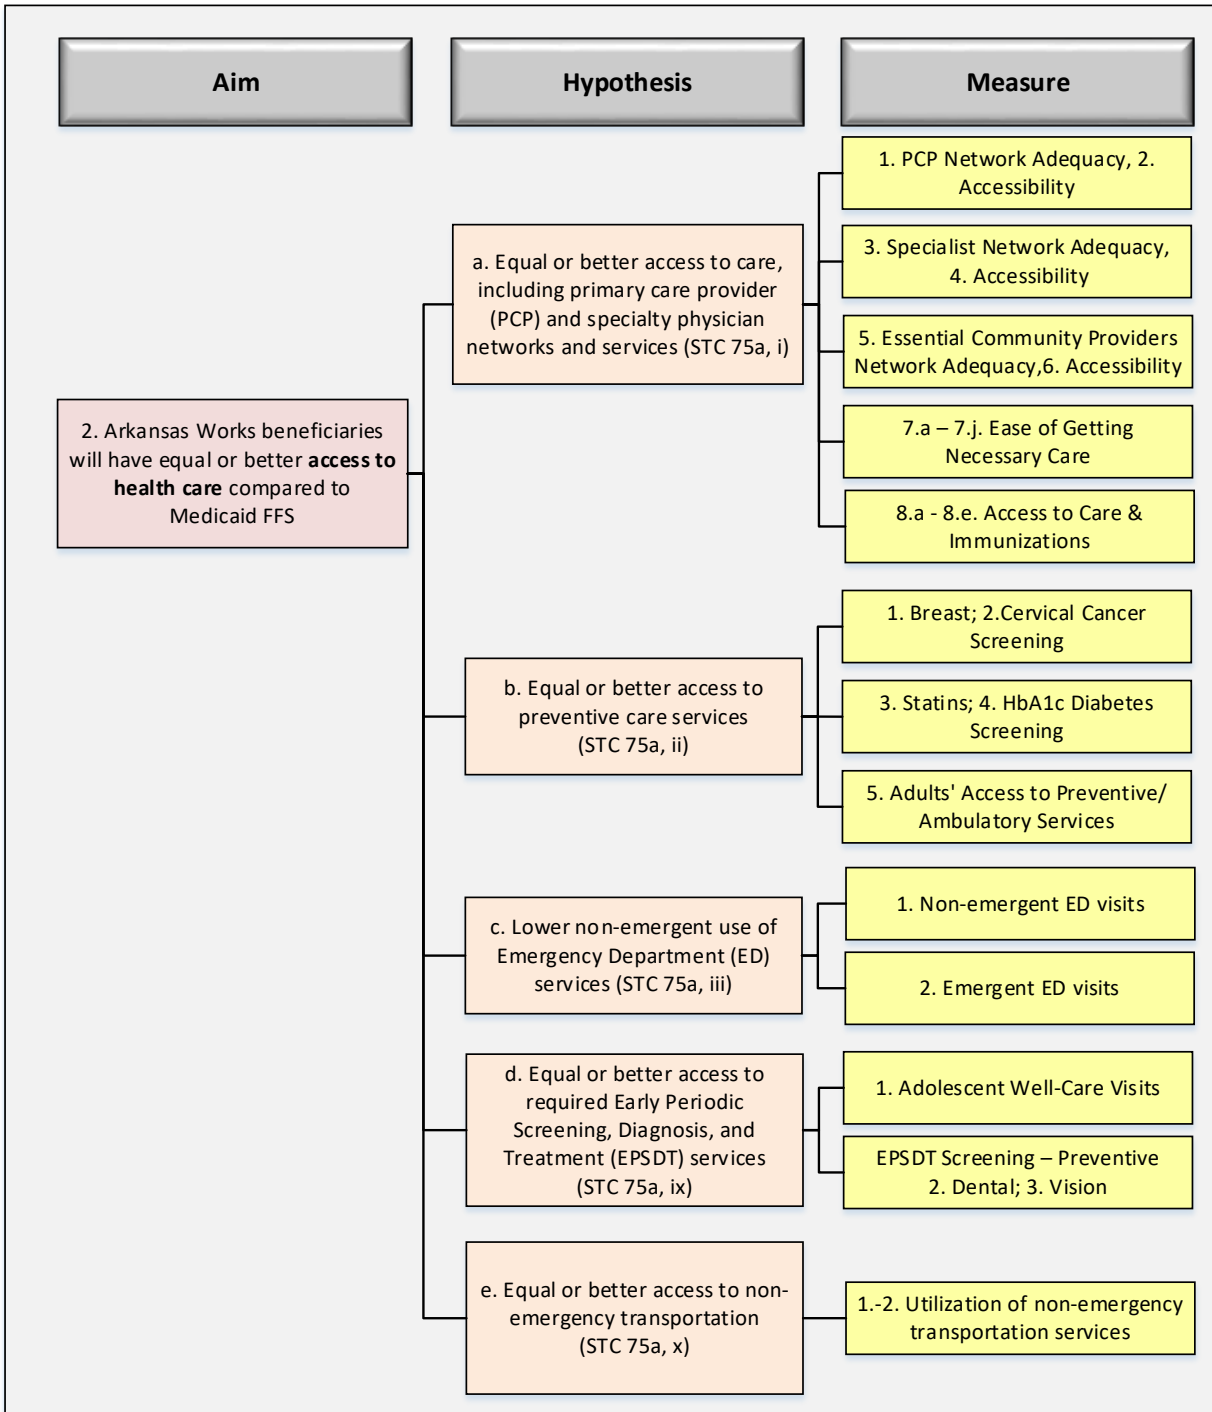 Aim
Hypothesis
Measure
2. Arkansas Works beneficiaries
will have equal or better access to
health care compared to
Medicaid FFS
a. Equal or better access to care,
including primary care provider
(PCP) and specialty physician
networks and services (STC 75a, i)
1. PCP Network Adequacy, 2.
Accessibility
3. Specialist Network Adequacy,
4. Accessibility
5. Essential Community Providers
Network Adequacy,6. Accessibility
7.a – 7.j. Ease of Getting
Necessary Care
8.a - 8.e. Access to Care &
Immunizations
b. Equal or better access to
preventive care services
(STC 75a, ii)
1. Breast; 2.Cervical Cancer
Screening
3. Statins; 4. HbA1c Diabetes
Screening
5. Adults' Access to Preventive/
Ambulatory Services
c. Lower non-emergent use of
Emergency Department (ED)
services (STC 75a, iii)
1. Non-emergent ED visits
2. Emergent ED visits
d. Equal or better access to
required Early Periodic
Screening, Diagnosis, and
Treatment (EPSDT) services
(STC 75a, ix)
1. Adolescent Well-Care Visits
EPSDT Screening – Preventive
2. Dental; 3. Vision
e. Equal or better access to non-
emergency transportation
(STC 75a, x)
1.-2. Utilization of non-emergency
transportation services